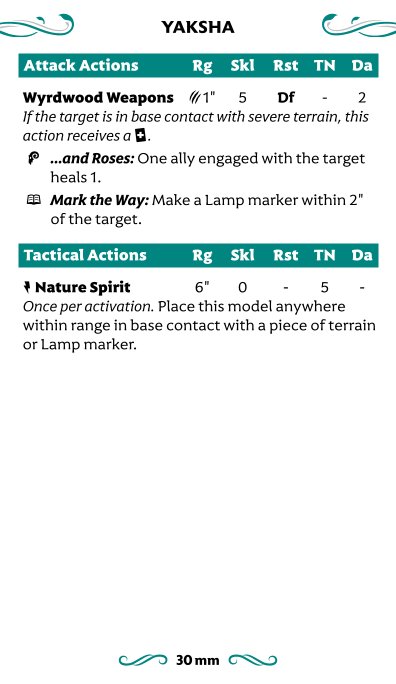 YAKSHA
Attack Actions Rg Skl Rst TN Da
Wyrdwood Weapons 1" 5 Df - 2
If the target is in base contact with severe terrain, this
action receives a +.
...and Roses: One ally engaged with the target
heals 1.
Mark the Way: Make a Lamp marker within 2"
of the target.
Tactical Actions Rg Skl Rst TN Da
Nature Spirit 6" 0 - 5 -
Once per activation. Place this model anywhere
within range in base contact with a piece of terrain
or Lamp marker.
30 mm